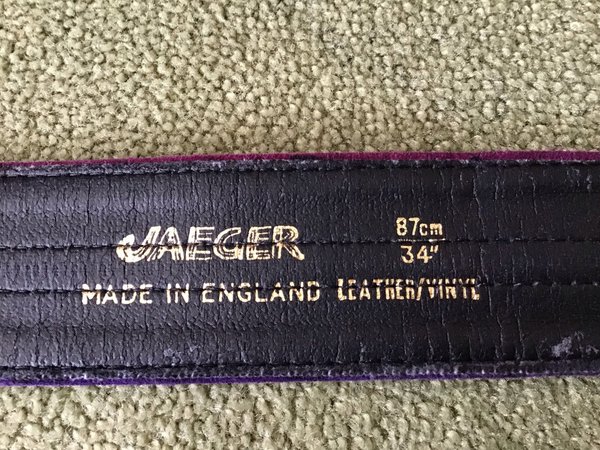 JAEGER
87cm
34"
MADE IN ENGLAND LEATHER/VINYL